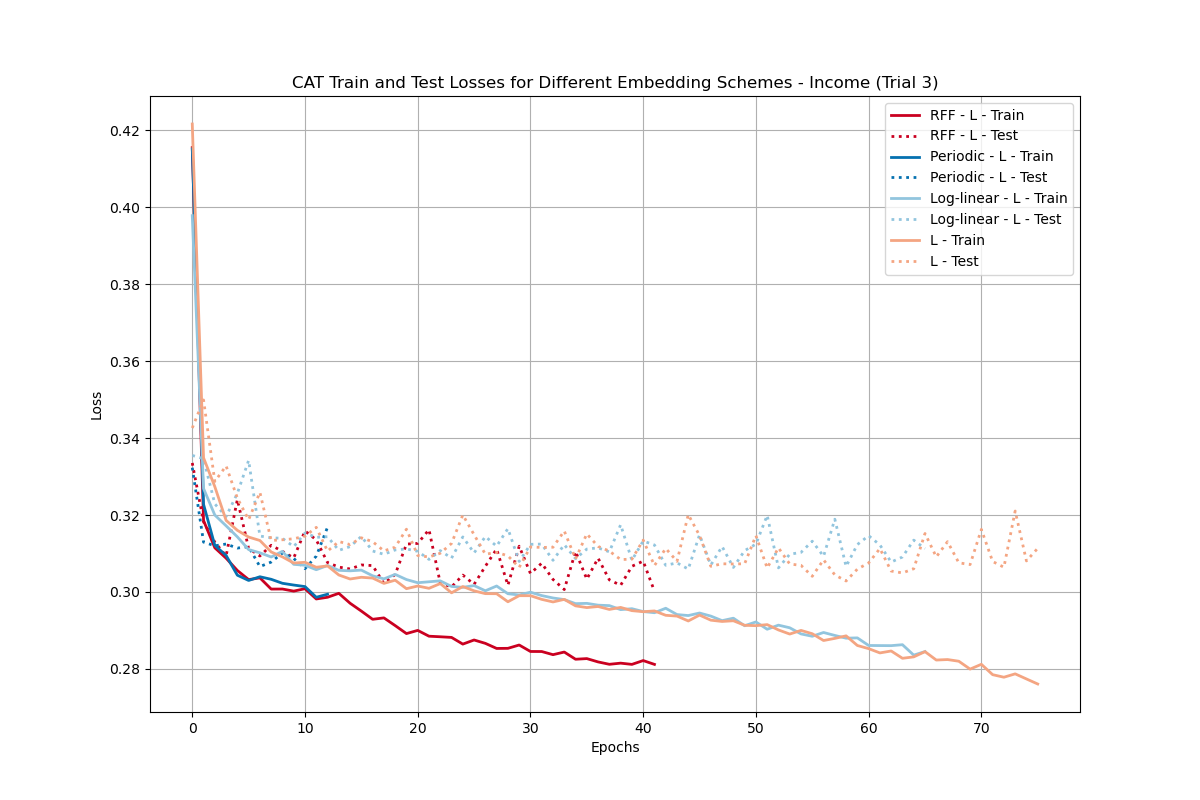 CAT Train and Test Losses for Different Embedding Schemes - Income (Trial 3)
RFF - L - Train
RFF - L - Test
Periodic - L - Train
Periodic - L - Test
Log-linear - L - Train
Log-linear - L - Test
L - Train
L - Test
0.42
0.40
0.38
0.36
0.34
0.32
0.30
0.28
Loss
0 10 20 30 40 50 60 70
Epochs